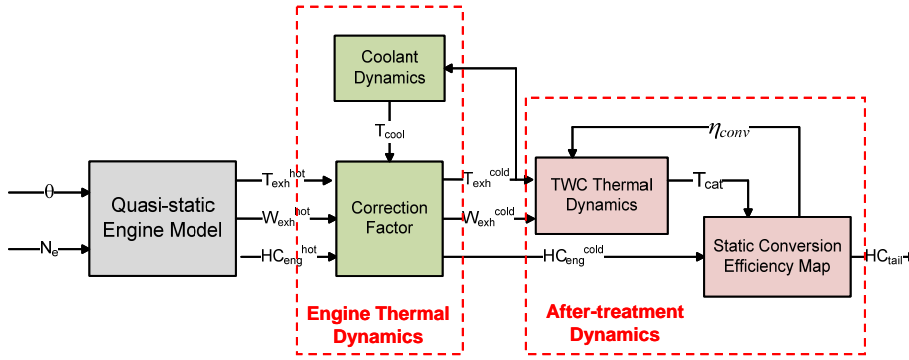 Coolant
Dynamics
T_cool
η_conv
θ
N_e
Quasi-static
Engine Model
T_exh^hot
W_exh^hot
HC_eng^hot
Correction
Factor
T_exh^cold
W_exh^cold
HC_eng^cold
TWC Thermal
Dynamics
T_cat
Static Conversion
Efficiency Map
HC_tail
Engine Thermal
Dynamics
After-treatment
Dynamics